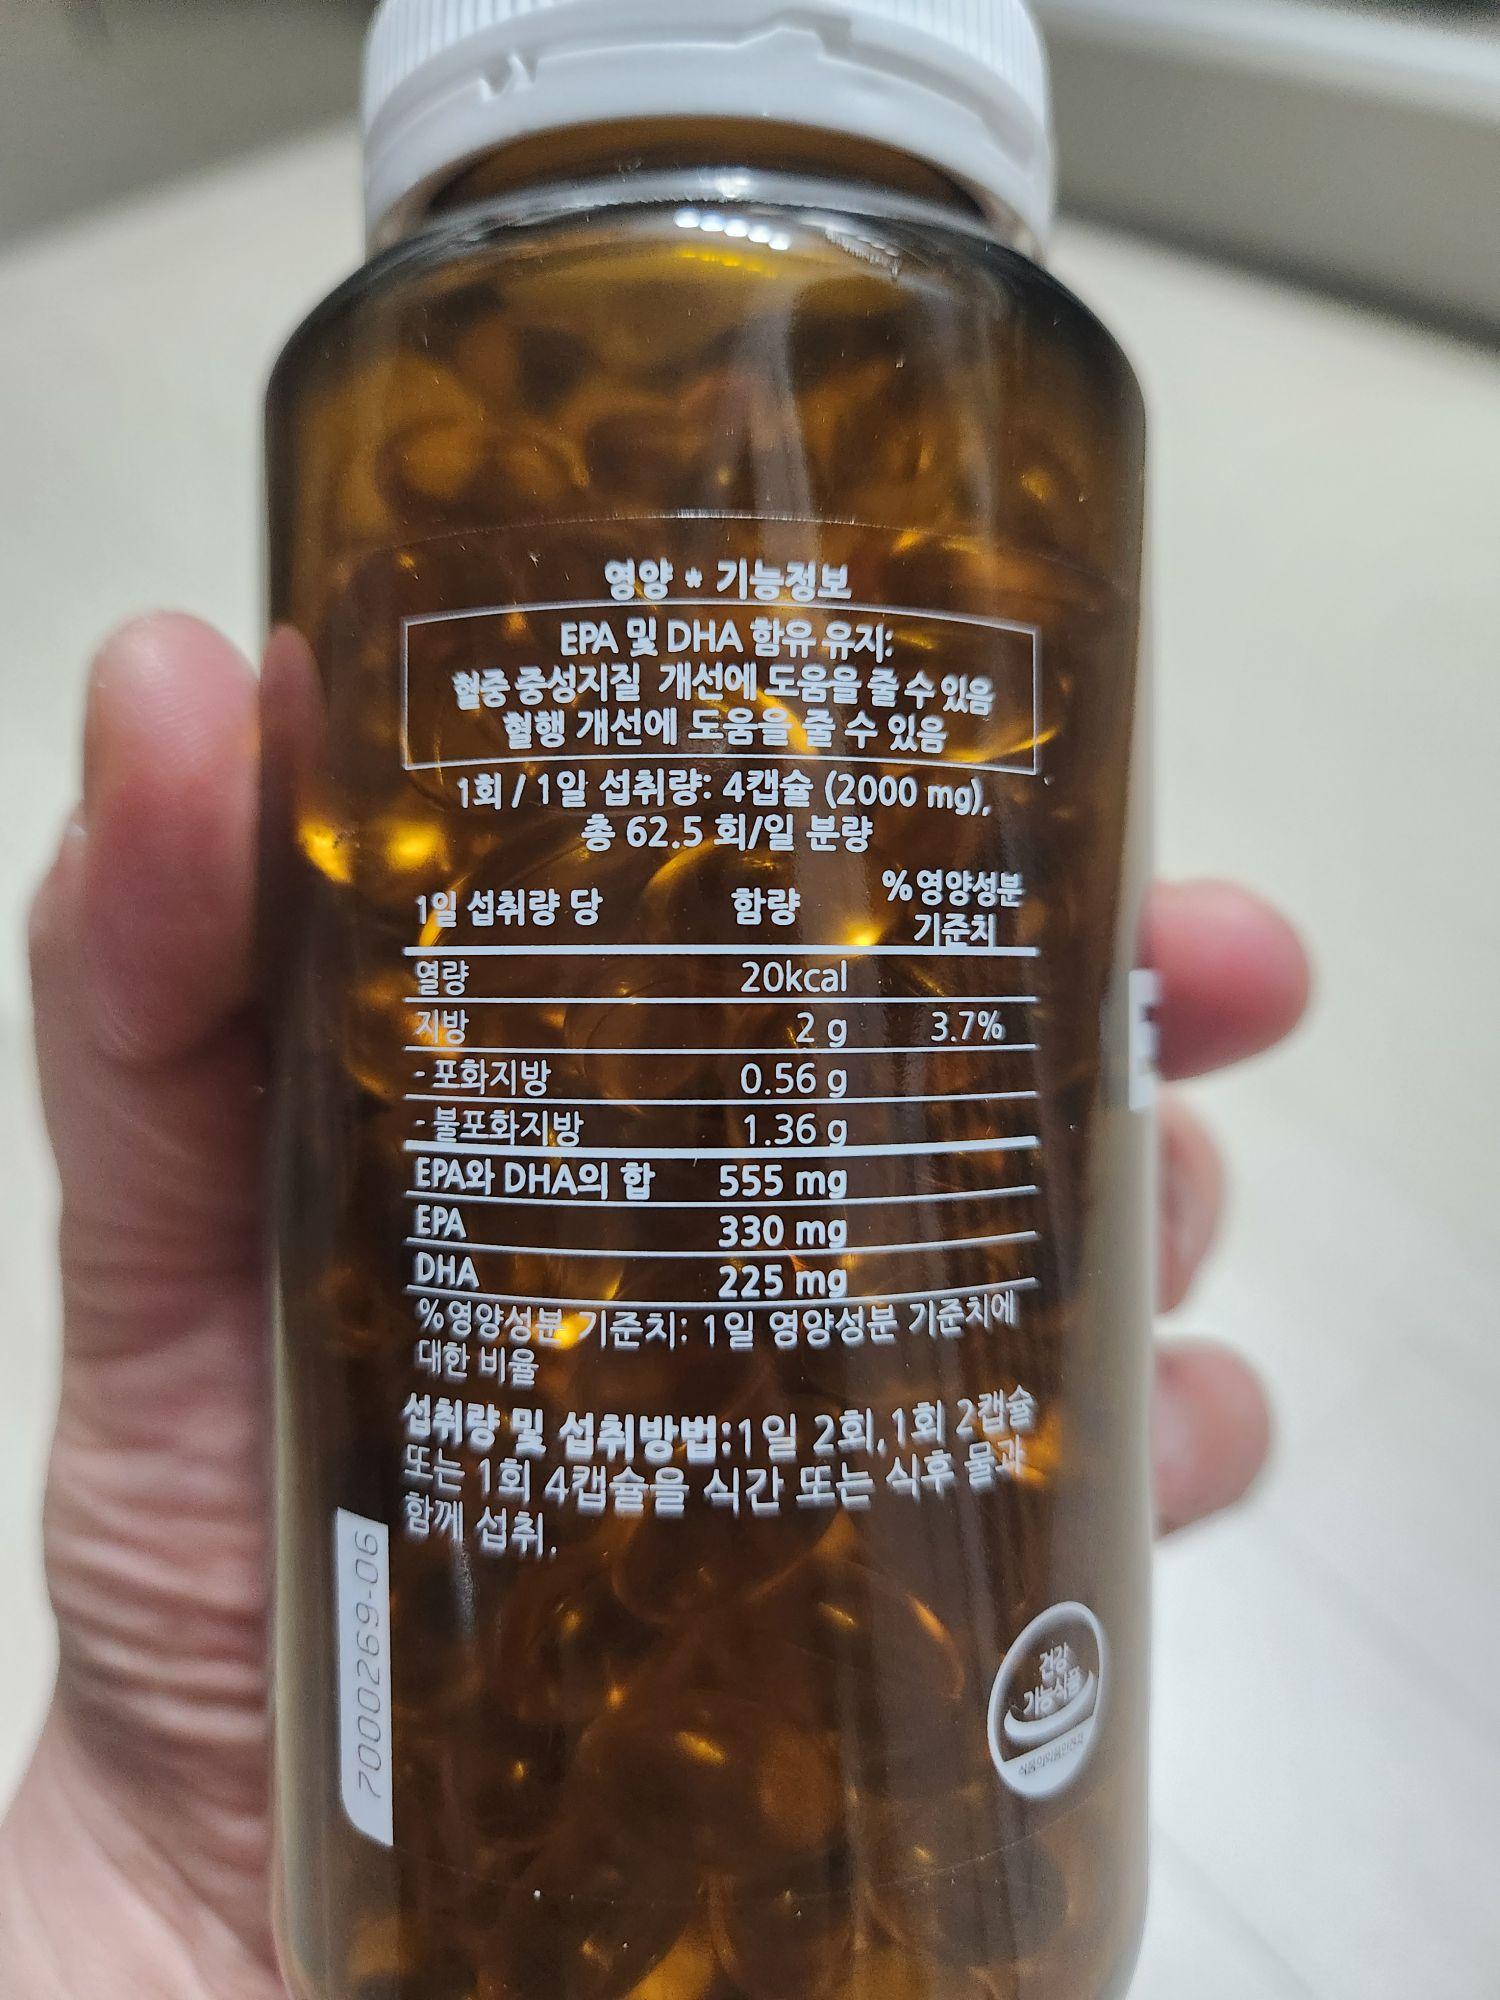 영양 * 기능정보
EPA 및 DHA 함유 유지:
혈중 중성지질 개선에 도움을 줄 수 있음
혈행 개선에 도움을 줄 수 있음
1회 / 1일 섭취량: 4캡슐 (2000 mg),
총 62.5 회/일 분량
1일 섭취량 당 함량 % 영양성분 기준치
열량 20kcal
지방 2 g 3.7%
- 포화지방 0.56 g
- 불포화지방 1.36 g
EPA와 DHA의 합 555 mg
EPA 330 mg
DHA 225 mg
% 영양성분 기준치: 1일 영양성분 기준치에
대한 비율
섭취량 및 섭취방법:1일 2회,1회 2캡슐
또는 1회 4캡슐을 식간 또는 식후 물과
함께 섭취.
7000269-06
건강
기능식품
식품의약품안전처